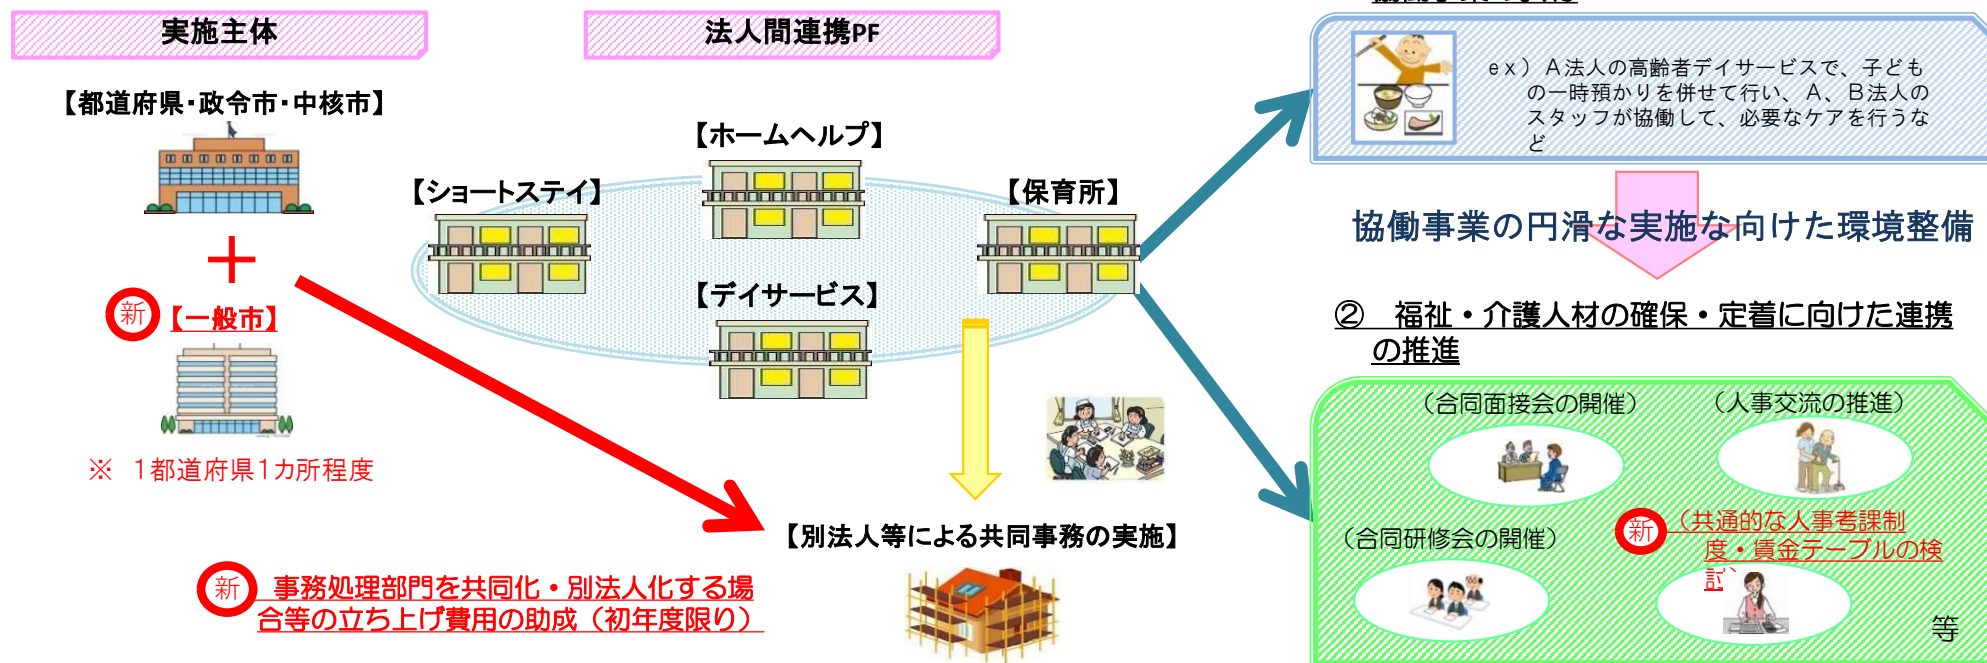 実施主体
【都道府県・政令市・中核市】
＋
新
【一般市】
※ 1都道府県1カ所程度
法人間連携PF
【ホームヘルプ】
【ショートステイ】
【保育所】
【デイサービス】
【別法人等による共同事務の実施】
新 事務処理部門を共同化・別法人化する場
合等の立ち上げ費用の助成（初年度限り）
ｅｘ）Ａ法人の高齢者デイサービスで、子ども
の一時預かりを併せて行い、Ａ、Ｂ法人の
スタッフが協働して、必要なケアを行うな
ど
協働事業の円滑な実施な向けた環境整備
② 福祉・介護人材の確保・定着に向けた連携
の推進
（合同面接会の開催）
（人事交流の推進）
（合同研修会の開催）
新 （共通的な人事考課制
度・賃金テーブルの検
討）
等